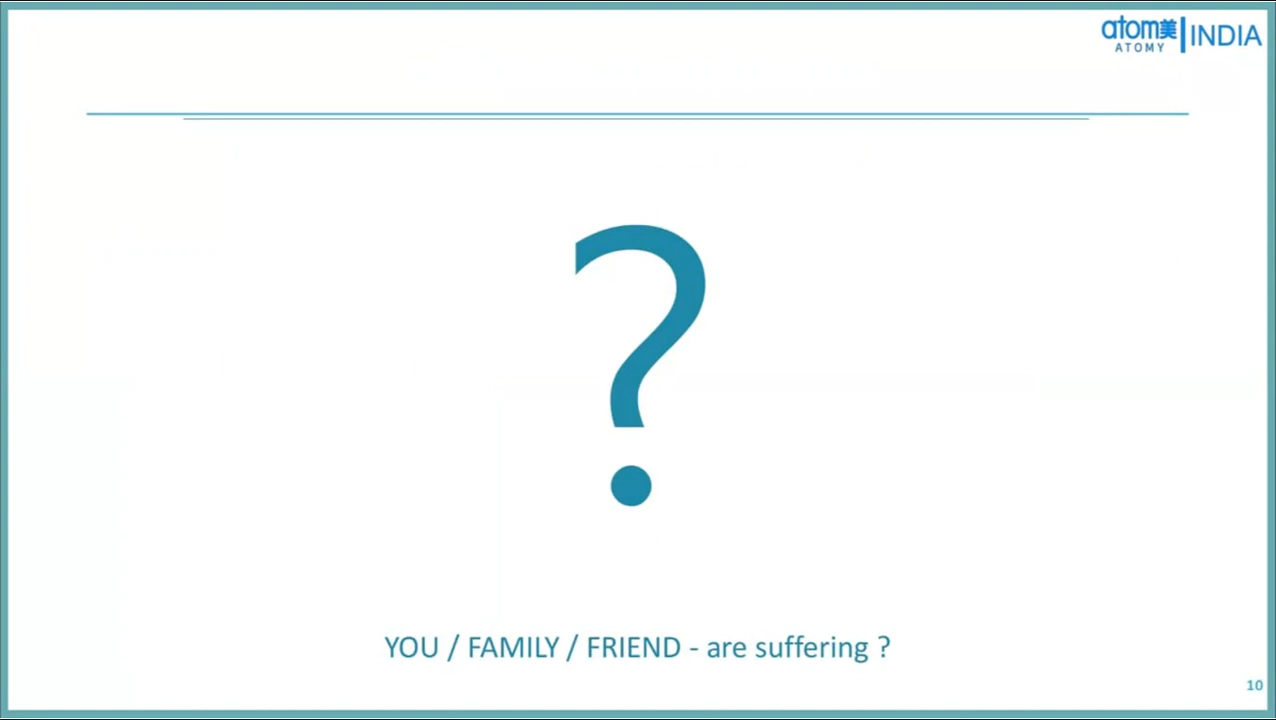 atom美 | INDIA
ATOMY
?
YOU / FAMILY / FRIEND - are suffering ?
10